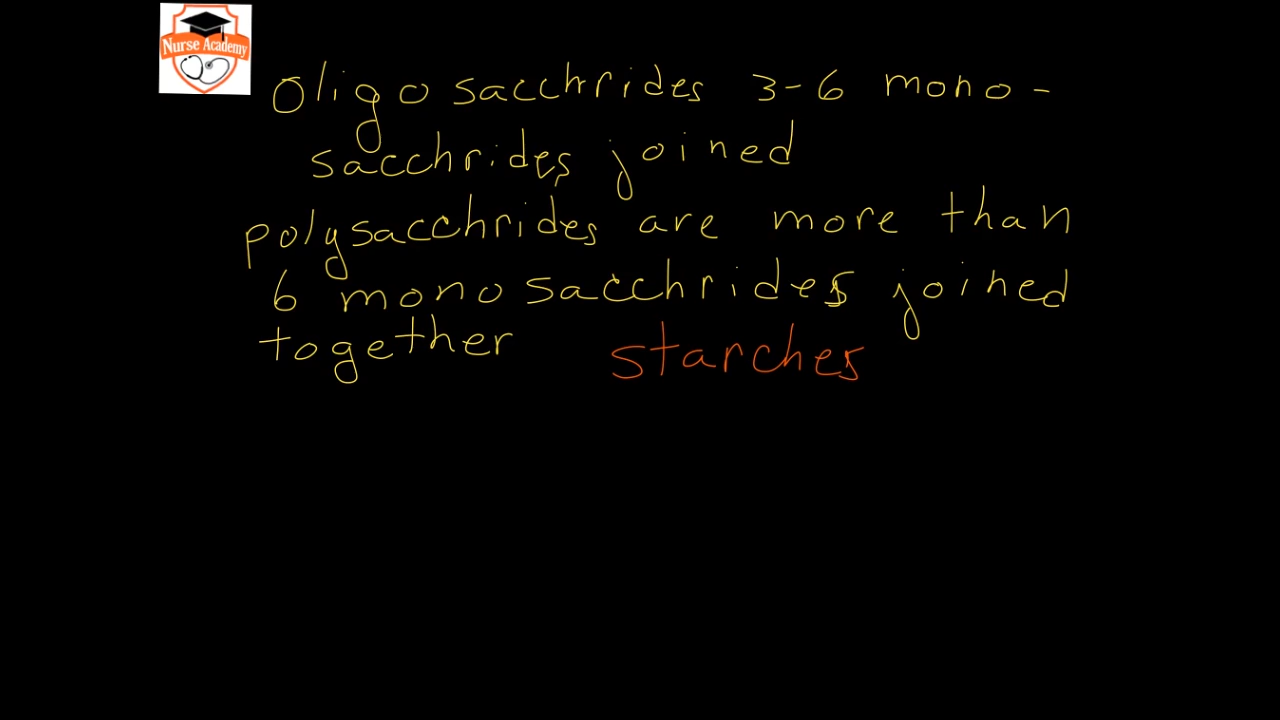 Nurse Academy
Oligosacchrides 3-6 mono-
sacchrides joined
polysacchrides are more than
6 monosacchrides joined
together starches